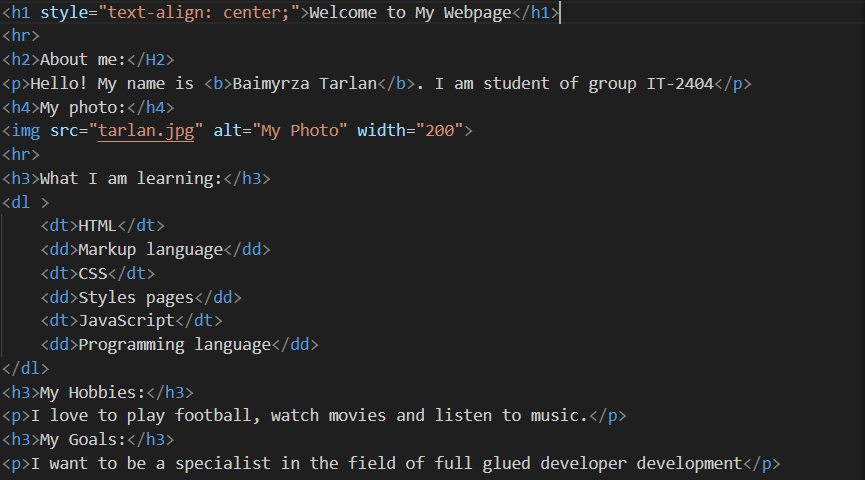 <h1 style="text-align: center;">Welcome to My Webpage</h1>
<hr>
<h2>About me:</H2>
<p>Hello! My name is <b>Baimyrza Tarlan</b>. I am student of group IT-2404</p>
<h4>My photo:</h4>
<img src="tarlan.jpg" alt="My Photo" width="200">
<hr>
<h3>What I am learning:</h3>
<dl >
    <dt>HTML</dt>
    <dd>Markup language</dd>
    <dt>CSS</dt>
    <dd>Styles pages</dd>
    <dt>JavaScript</dt>
    <dd>Programming language</dd>
</dl>
<h3>My Hobbies:</h3>
<p>I love to play football, watch movies and listen to music.</p>
<h3>My Goals:</h3>
<p>I want to be a specialist in the field of full glued developer development</p>